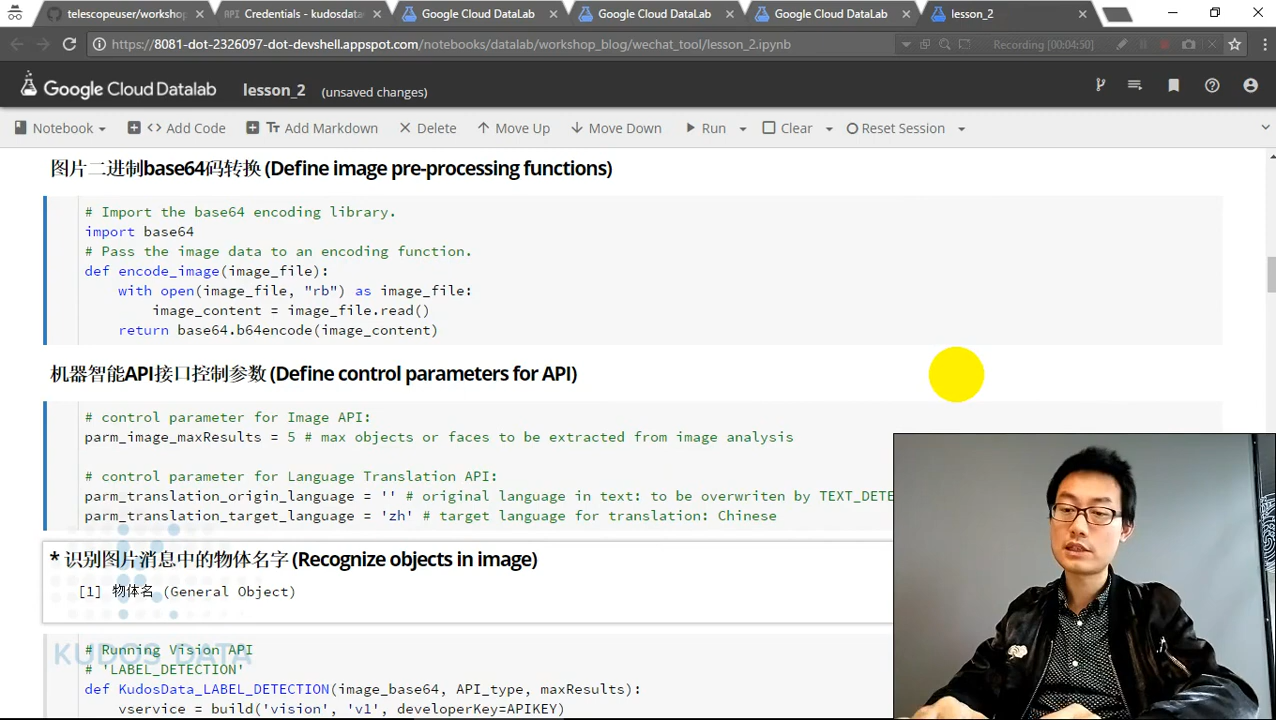 telescopeuser/workshop
API Credentials - kudosdata
Google Cloud DataLab
Google Cloud DataLab
Google Cloud DataLab
lesson_2
https://8081-dot-2326097-dot-devshell.appspot.com/notebooks/datalab/workshop_blog/wechat_tool/lesson_2.ipynb
Recording [00:04:50]
Google Cloud Datalab lesson_2 (unsaved changes)
Notebook <> Add Code Tт Add Markdown Delete Move Up Move Down Run Clear Reset Session
图片二进制base64码转换 (Define image pre-processing functions)
# Import the base64 encoding library.
import base64
# Pass the image data to an encoding function.
def encode_image(image_file):
with open(image_file, "rb") as image_file:
image_content = image_file.read()
return base64.b64encode(image_content)
机器智能API接口控制参数 (Define control parameters for API)
# control parameter for Image API:
parm_image_maxResults = 5 # max objects or faces to be extracted from image analysis
# control parameter for Language Translation API:
parm_translation_origin_language = '' # original language in text: to be overwriten by TEXT_DETE
parm_translation_target_language = 'zh' # target language for translation: Chinese
* 识别图片消息中的物体名字 (Recognize objects in image)
[1] 物体名 (General Object)
KUDOS DATA
# Running Vision API
# 'LABEL_DETECTION'
def KudosData_LABEL_DETECTION(image_base64, API_type, maxResults):
vservice = build('vision', 'v1', developerKey=APIKEY)